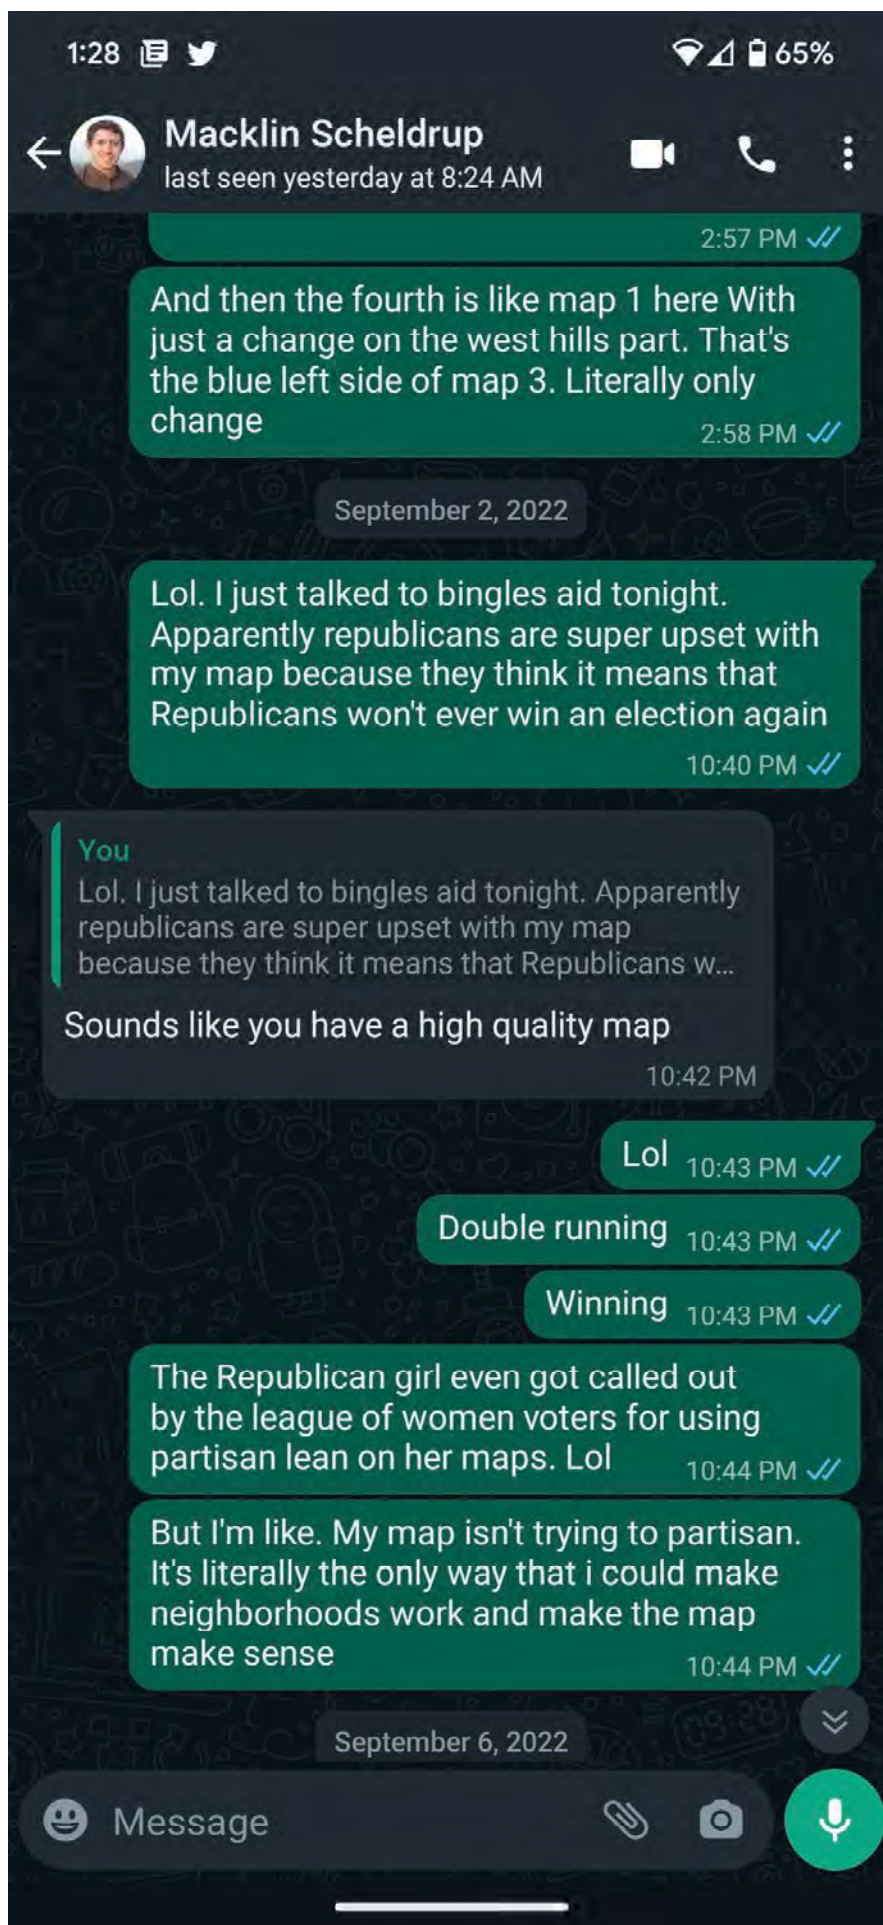 1:28
65%
Macklin Scheldrup
last seen yesterday at 8:24 AM
2:57 PM
And then the fourth is like map 1 here With
just a change on the west hills part. That's
the blue left side of map 3. Literally only
change
2:58 PM
September 2, 2022
Lol. I just talked to bingles aid tonight.
Apparently republicans are super upset with
my map because they think it means that
Republicans won't ever win an election again
10:40 PM
You
Lol. I just talked to bingles aid tonight. Apparently
republicans are super upset with my map
because they think it means that Republicans w...
Sounds like you have a high quality map
10:42 PM
Lol 10:43 PM
Double running 10:43 PM
Winning 10:43 PM
The Republican girl even got called out
by the league of women voters for using
partisan lean on her maps. Lol
10:44 PM
But I'm like. My map isn't trying to partisan.
It's literally the only way that i could make
neighborhoods work and make the map
make sense
10:44 PM
September 6, 2022
Message